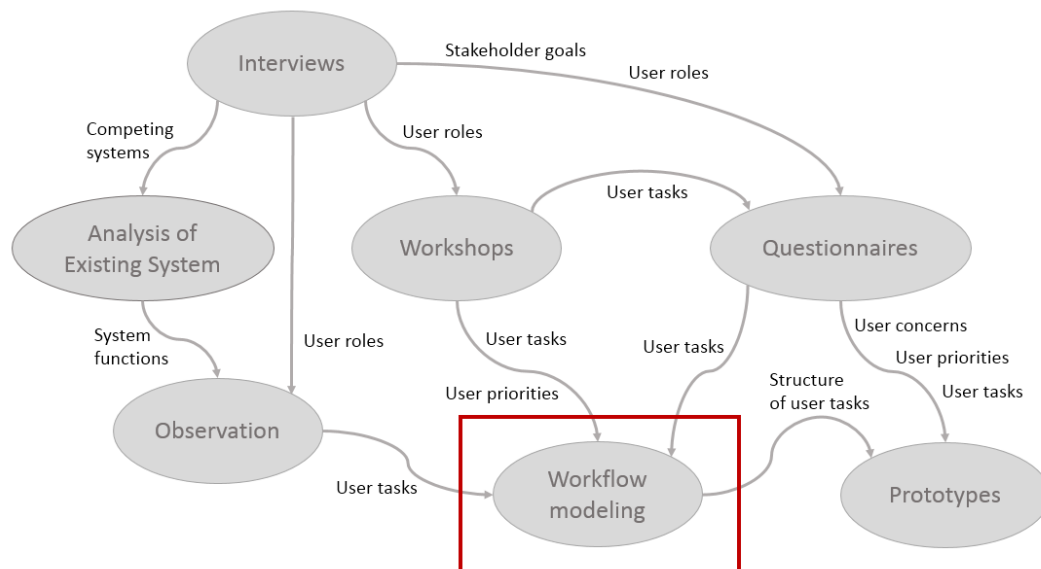 Interviews
Stakeholder goals
User roles
Competing
systems
User roles
User tasks
Analysis of
Existing System
Workshops
Questionnaires
System
functions
User roles
User tasks
User priorities
User tasks
User concerns
User priorities
User tasks
Structure
of user tasks
Observation
User tasks
Workflow
modeling
Prototypes